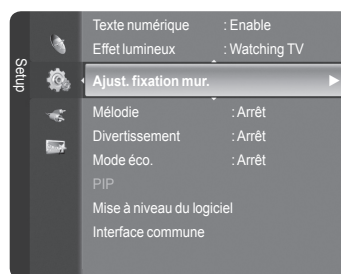 Setup
Texte numérique : Enable
Effet lumineux : Watching TV
Ajust. fixation mur.
Mélodie : Arrêt
Divertissement : Arrêt
Mode éco. : Arrêt
PIP
Mise à niveau du logiciel
Interface commune